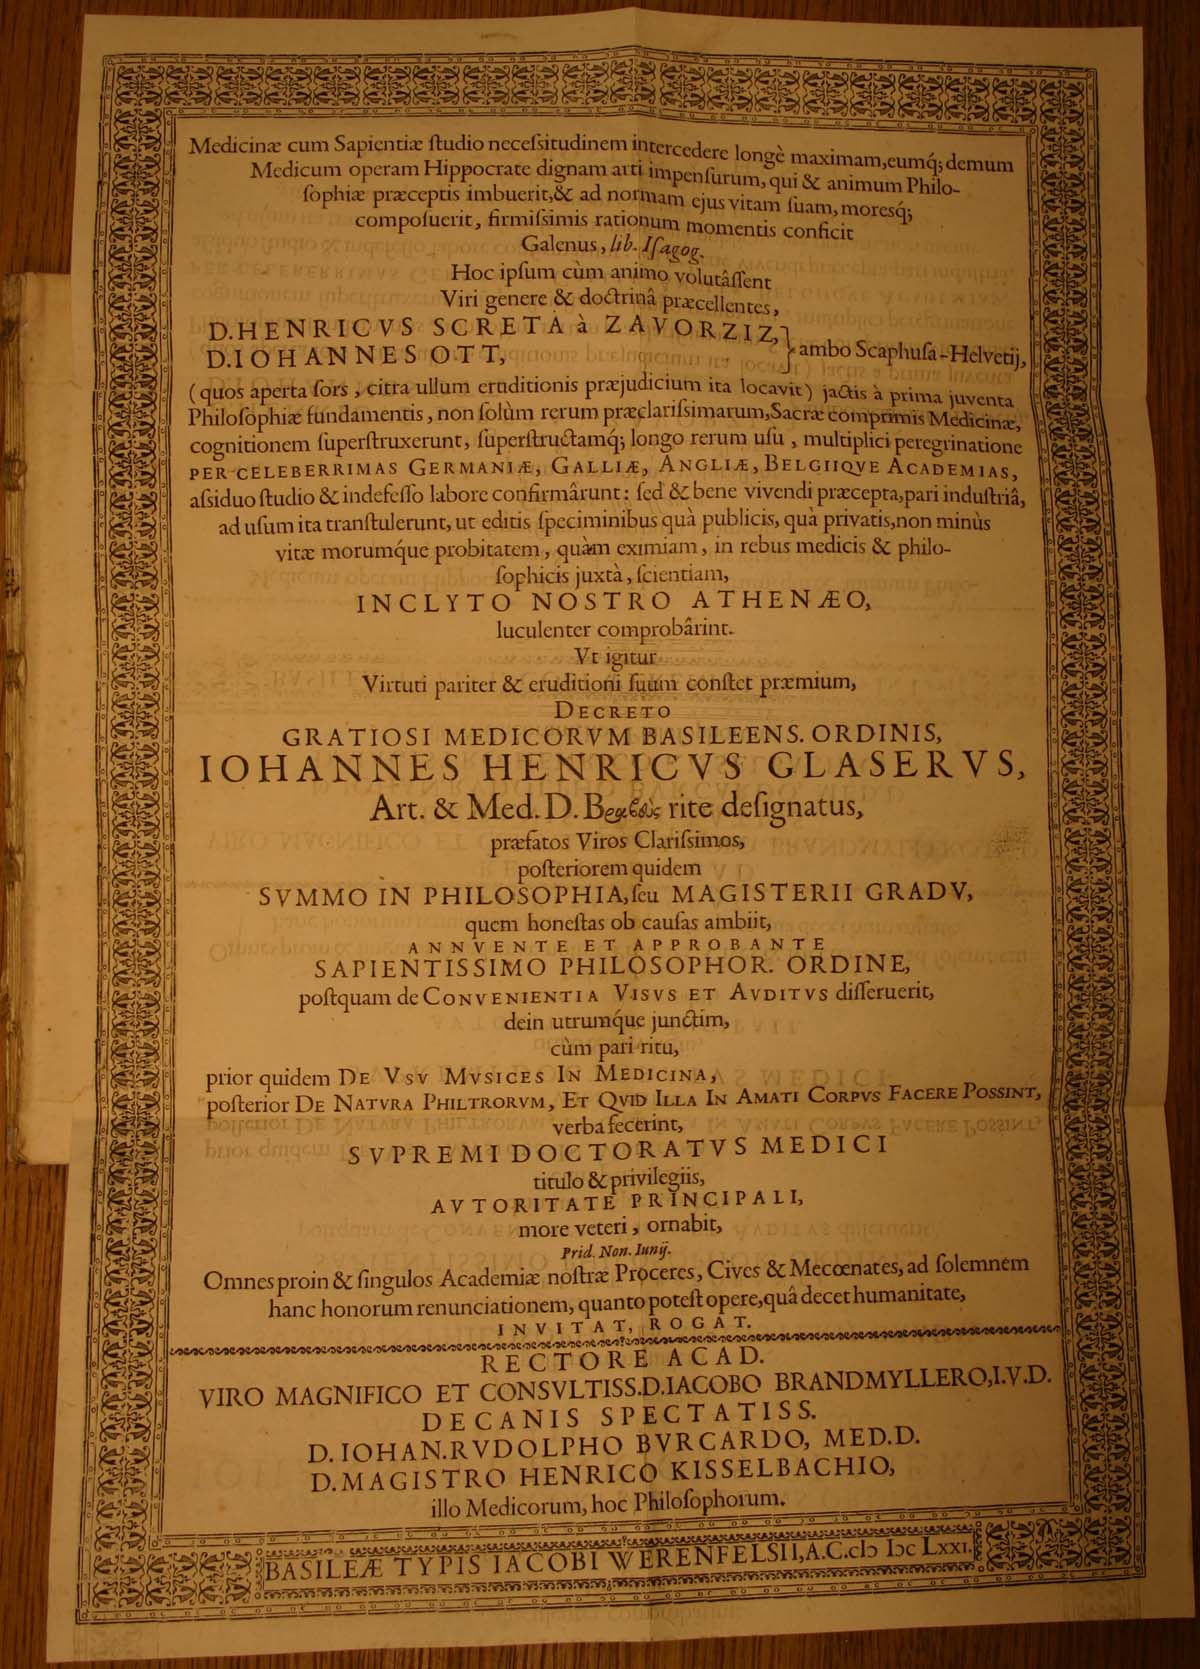 Medicinæ cum Sapientiæ ſtudio neceſsitudinem intercedere longè maximam, eumq; demum
Medicum operam Hippocrate dignam arti impenſurum, qui & animum Philo-
ſophiæ præceptis imbuerit, & ad normam ejus vitam ſuam, moresq;
compoſuerit, firmiſsimis rationum momentis conficit
Galenus, lib. Iſagog.
Hoc ipſum cùm animo volutâſſent
Viri genere & doctrinâ præcellentes,
D. HENRICVS SCRETA à ZAVORZIZ,
D. IOHANNES OTT,
} ambo Scaphuſa-Helvetij,
(quos aperta ſors, citra ullum eruditionis præjudicium ita locavit) jactis à prima juventa
Philoſophiæ fundamentis, non ſolùm rerum præclariſsimarum, Sacræ comprimis Medicinæ,
cognitionem ſuperſtruxerunt, ſuperſtructamq; longo rerum uſu, multiplici peregrinatione
PER CELEBERRIMAS GERMANIÆ, GALLIÆ, ANGLIÆ, BELGIIQVE ACADEMIAS,
aſsiduo ſtudio & indefeſſo labore confirmârunt: ſed & bene vivendi præcepta, pari induſtriâ,
ad uſum ita tranſtulerunt, ut editis ſpeciminibus quà publicis, quà privatis, non minùs
vitæ morumq́ue probitatem, quàm eximiam, in rebus medicis & philo-
ſophicis juxtà, ſcientiam,
INCLYTO NOSTRO ATHENÆO,
luculenter comprobârint.
Vt igitur
Virtuti pariter & eruditioni ſuum conſtet præmium,
DECRETO
GRATIOSI MEDICORVM BASILEENS. ORDINIS,
IOHANNES HENRICVS GLASERVS,
Art. & Med. D. Βραβεὺς rite deſignatus,
præfatos Viros Clariſsimos,
poſteriorem quidem
SVMMO IN PHILOSOPHIA, ſeu MAGISTERII GRADV,
quem honeſtas ob cauſas ambiit,
ANNVENTE ET APPROBANTE
SAPIENTISSIMO PHILOSOPHOR. ORDINE,
poſtquam de CONVENIENTIA VISVS ET AVDITVS diſſeruerit,
dein utrumq́ue junctim,
cùm pari ritu,
prior quidem DE VSV MVSICES IN MEDICINA,
poſterior DE NATVRA PHILTRORVM, ET QVID ILLA IN AMATI CORPVS FACERE POSSINT,
verba fecerint,
SVPREMI DOCTORATVS MEDICI
titulo & privilegiis,
AVTORITATE PRINCIPALI,
more veteri, ornabit,
Prid. Non. Iunij.
Omnes proin & ſingulos Academiæ noſtræ Proceres, Cives & Mecœnates, ad ſolemnem
hanc honorum renunciationem, quanto poteſt opere, quâ decet humanitate,
INVITAT, ROGAT.
RECTORE ACAD.
VIRO MAGNIFICO ET CONSVLTISS. D. IACOBO BRANDMYLLERO, I.V.D.
DECANIS SPECTATISS.
D. IOHAN. RVDOLPHO BVRCARDO, MED. D.
D. MAGISTRO HENRICO KISSELBACHIO,
illo Medicorum, hoc Philoſophorum.
BASILEÆ TYPIS IACOBI WERENFELSII, A.C. cIɔ Iɔc LXXI.